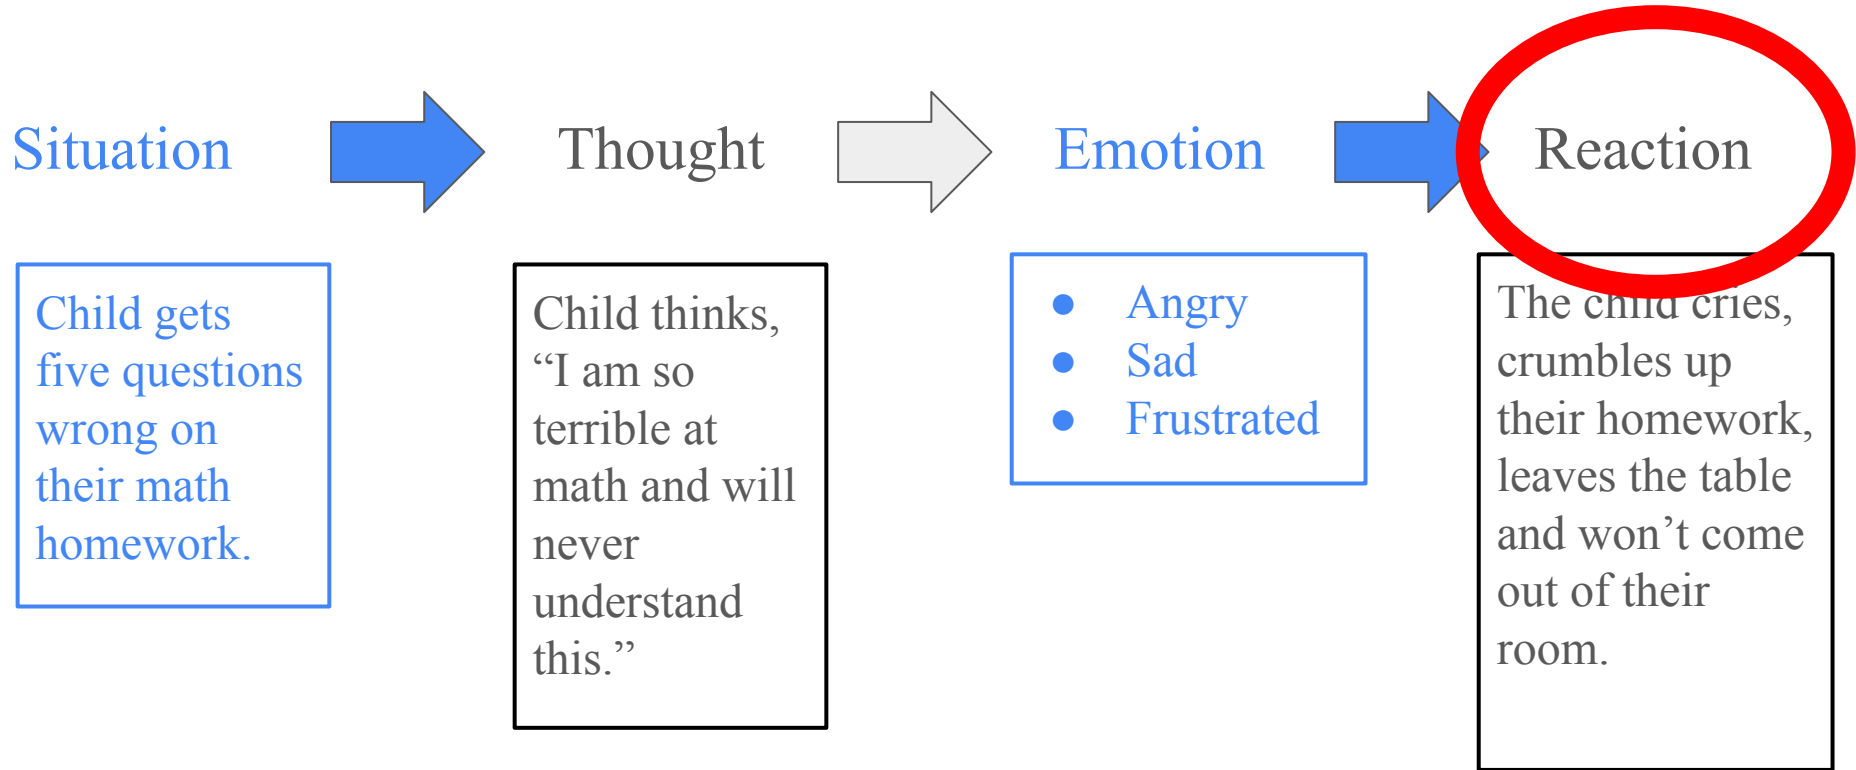 Situation
Thought
Emotion
Reaction
Child gets
five questions
wrong on
their math
homework.
Child thinks,
“I am so
terrible at
math and will
never
understand
this.”
● Angry
● Sad
● Frustrated
The child cries,
crumbles up
their homework,
leaves the table
and won’t come
out of their
room.